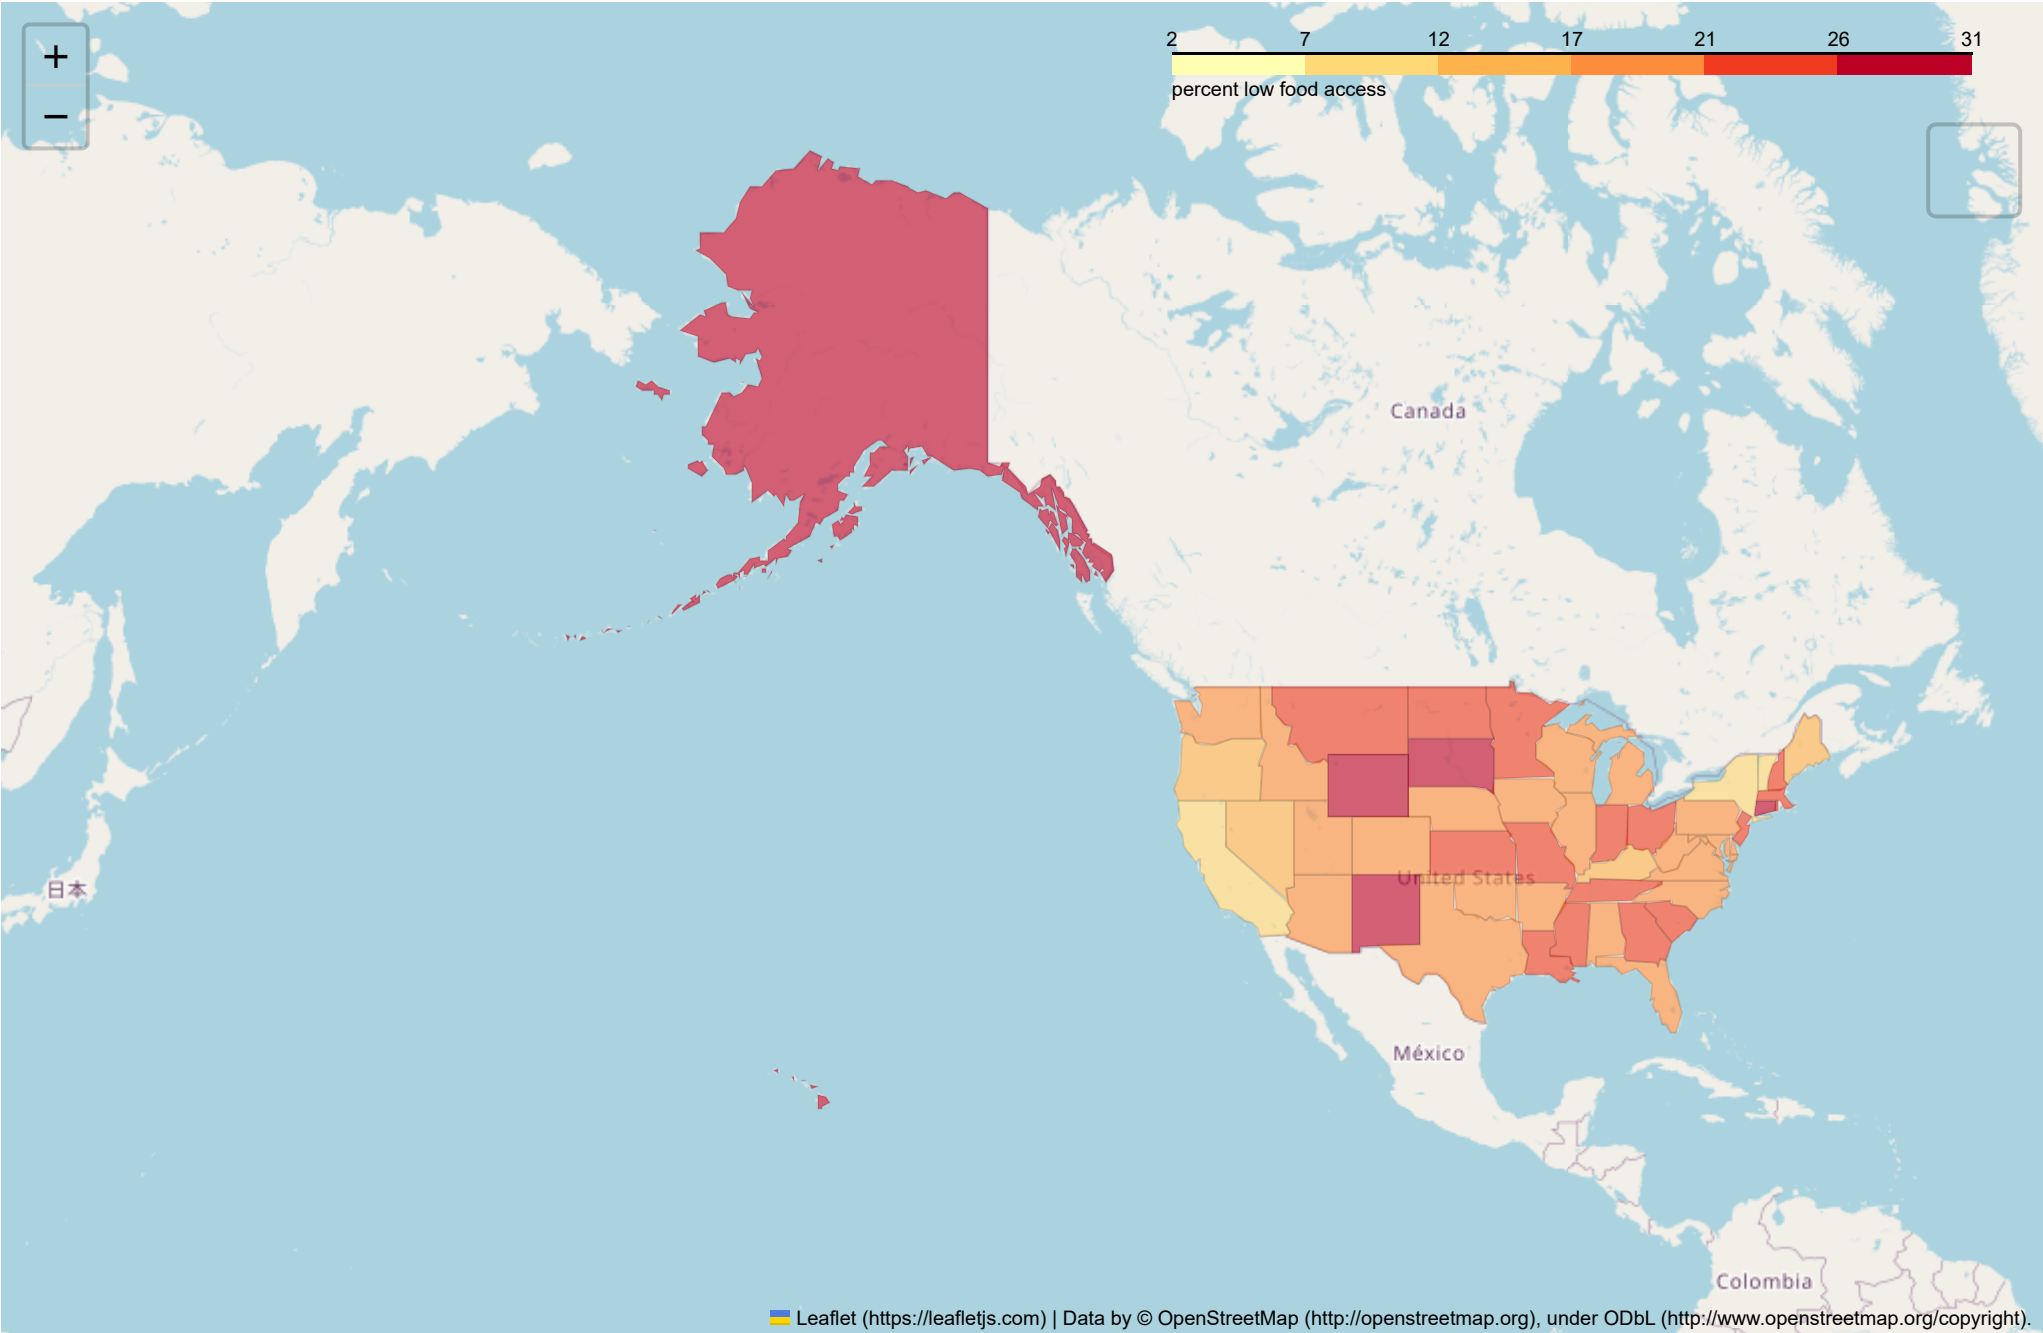 +
−
2 7 12 17 21 26 31
percent low food access
Canada
United States
日本
México
Colombia
Leaflet (https://leafletjs.com) | Data by © OpenStreetMap (http://openstreetmap.org), under ODbL (http://www.openstreetmap.org/copyright).